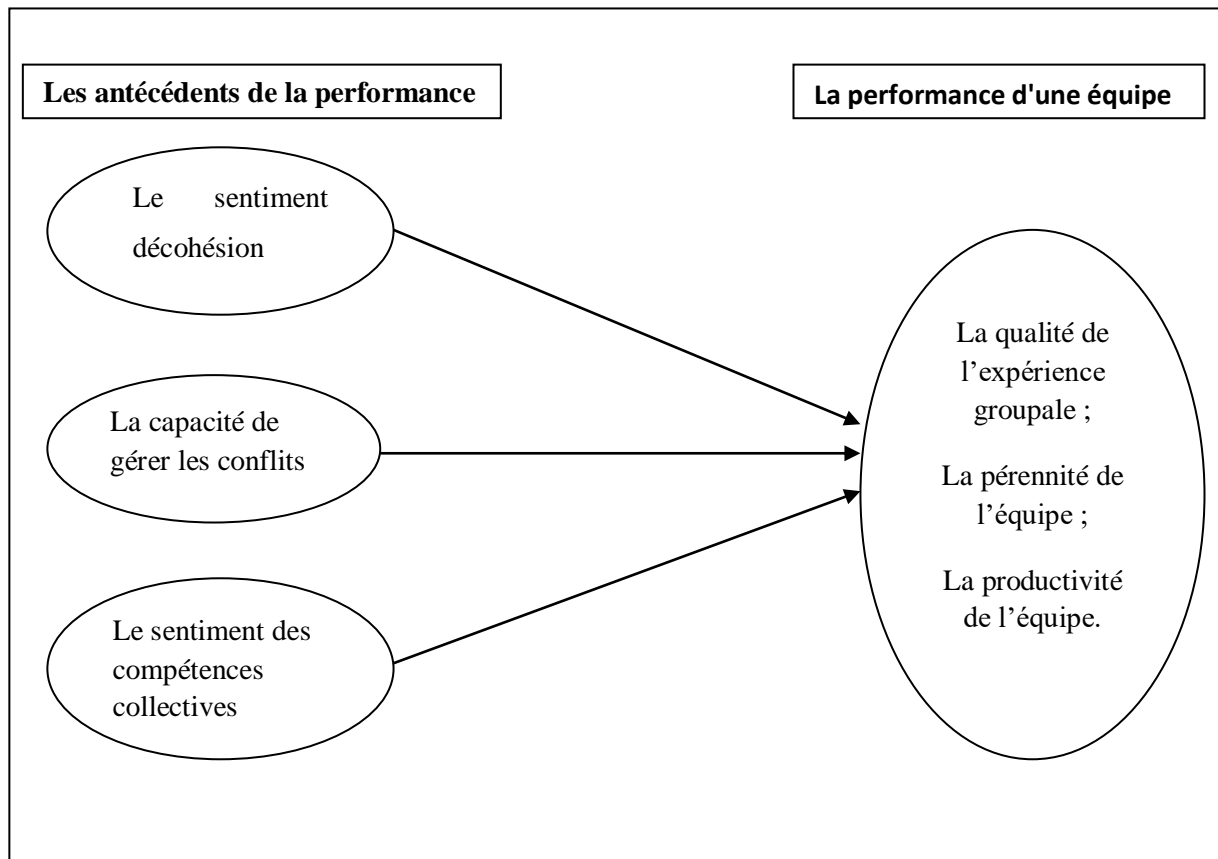 Les antécédents de la performance
La performance d'une équipe
Le sentiment
décohésion
La capacité de
gérer les conflits
Le sentiment des
compétences
collectives
La qualité de
l’expérience
groupale ;
La pérennité de
l’équipe ;
La productivité
de l’équipe.